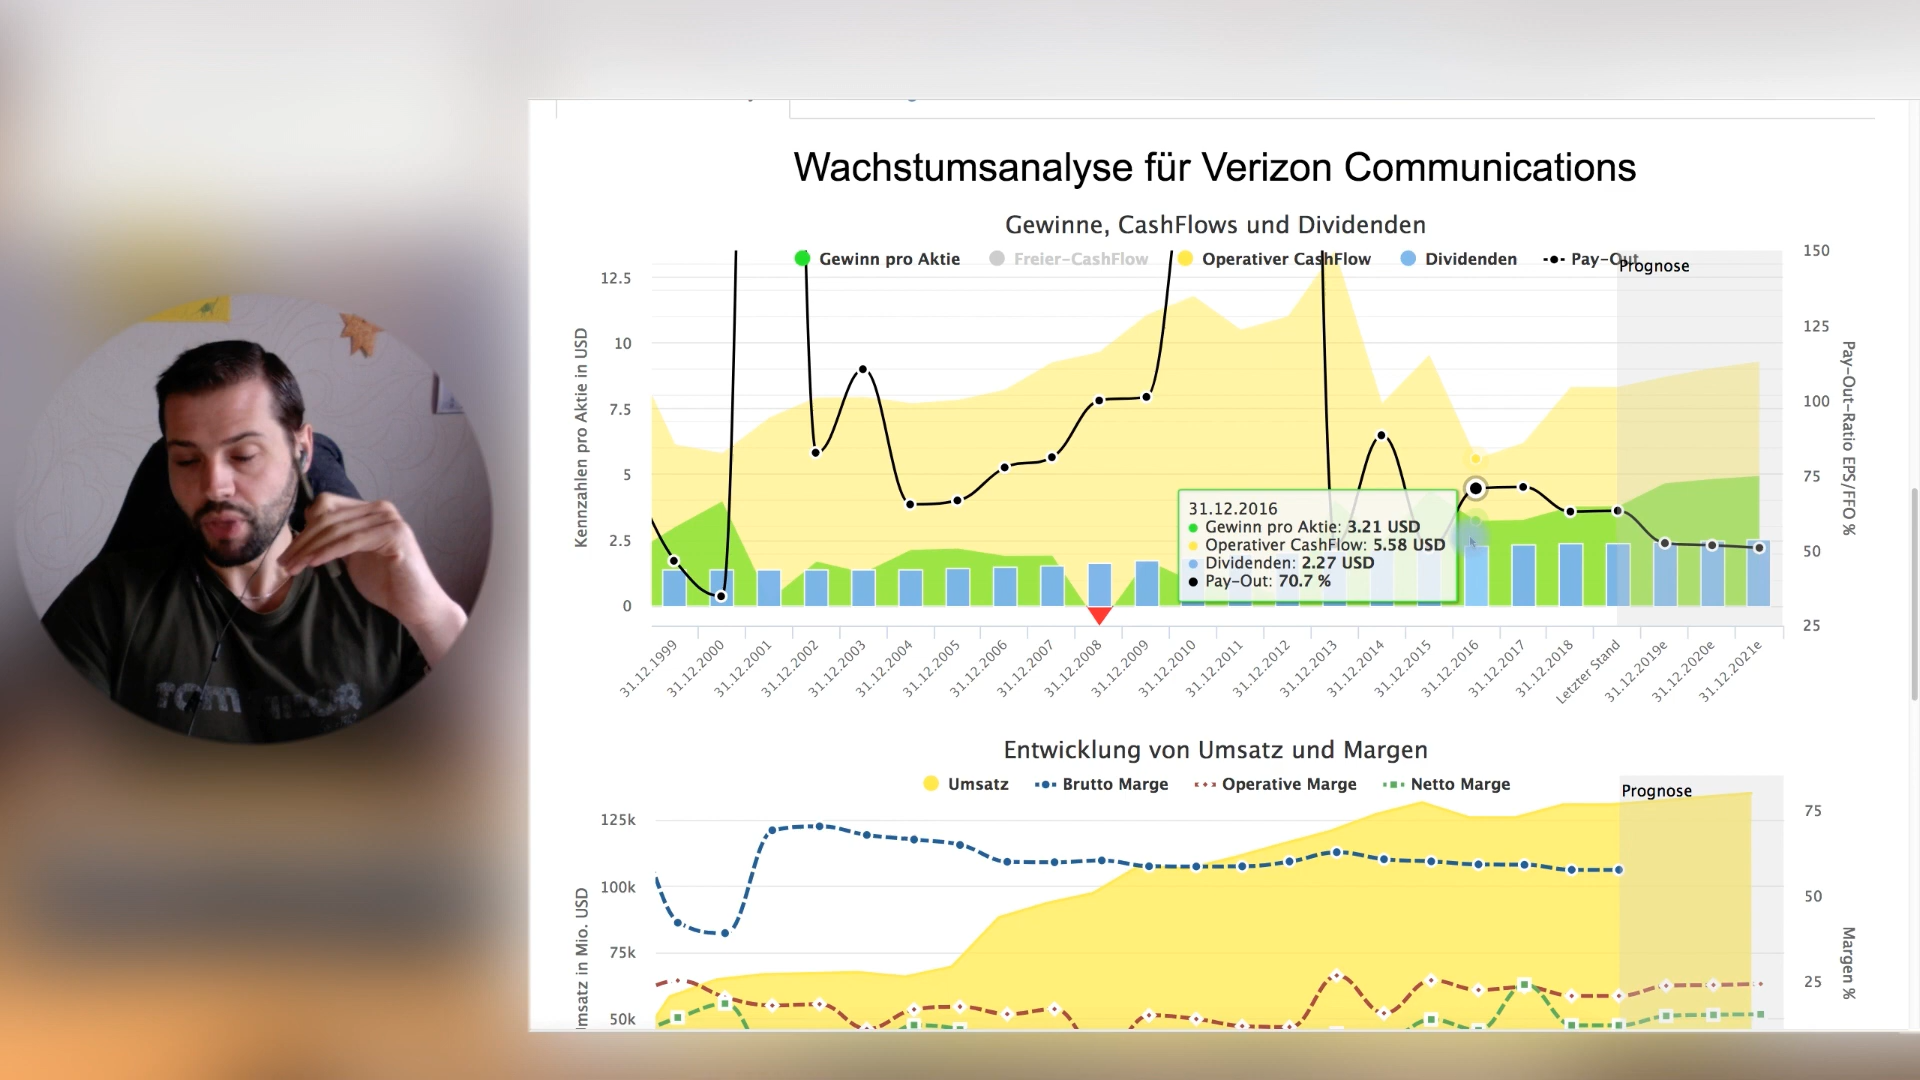 Wachstumsanalyse für Verizon Communications
Gewinne, CashFlows und Dividenden
Gewinn pro Aktie Freier-CashFlow Operativer CashFlow Dividenden Pay-Out
Prognose
Kennzahlen pro Aktie in USD
12.5
10
7.5
5
2.5
0
150
125
100
75
50
25
Pay-Out-Ratio EPS/FFO %
31.12.2016
Gewinn pro Aktie: 3.21 USD
Operativer CashFlow: 5.58 USD
Dividenden: 2.27 USD
Pay-Out: 70.7 %
31.12.1999
31.12.2000
31.12.2001
31.12.2002
31.12.2003
31.12.2004
31.12.2005
31.12.2006
31.12.2007
31.12.2008
31.12.2009
31.12.2010
31.12.2011
31.12.2012
31.12.2013
31.12.2014
31.12.2015
31.12.2016
31.12.2017
31.12.2018
Letzter Stand
31.12.2019e
31.12.2020e
31.12.2021e
Entwicklung von Umsatz und Margen
Umsatz Brutto Marge Operative Marge Netto Marge
Prognose
125k
100k
75k
50k
in Mio. USD
75
50
25
Margen %